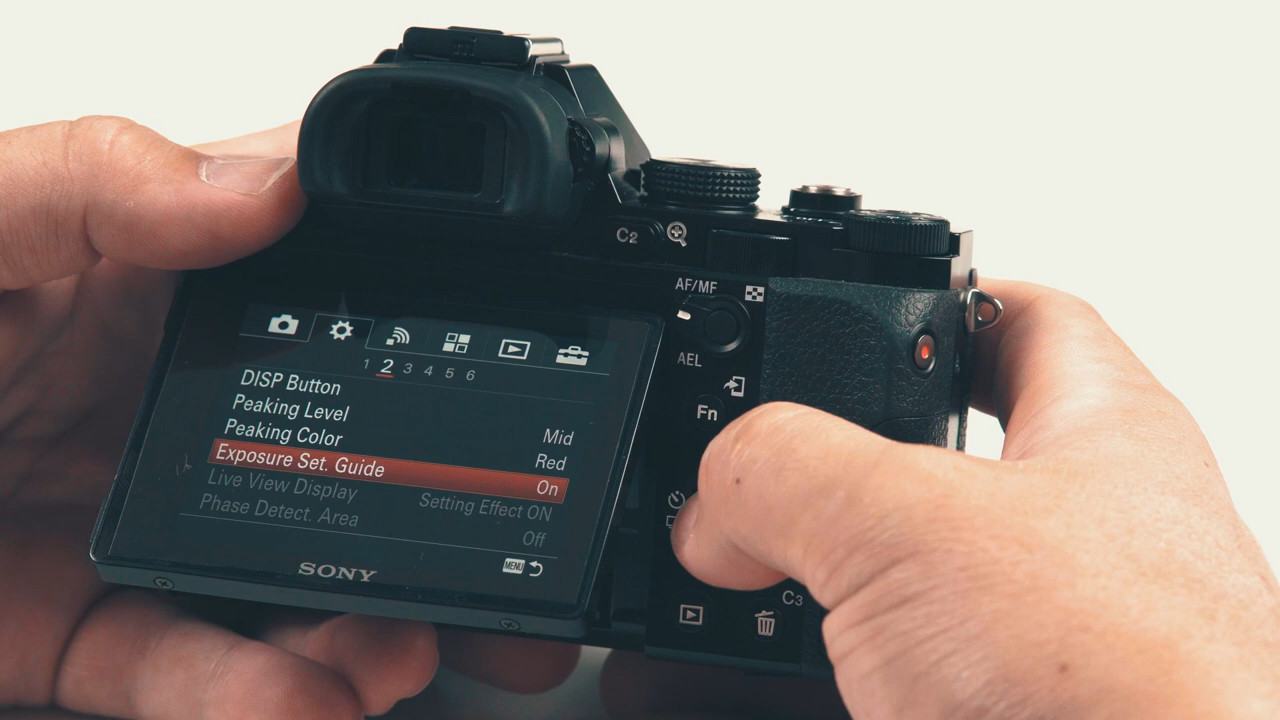 C2
AF/MF
AEL
Fn
1 2 3 4 5 6
DISP Button
Peaking Level Mid
Peaking Color Red
Exposure Set. Guide On
Live View Display Setting Effect ON
Phase Detect. Area Off
MENU
SONY
C3